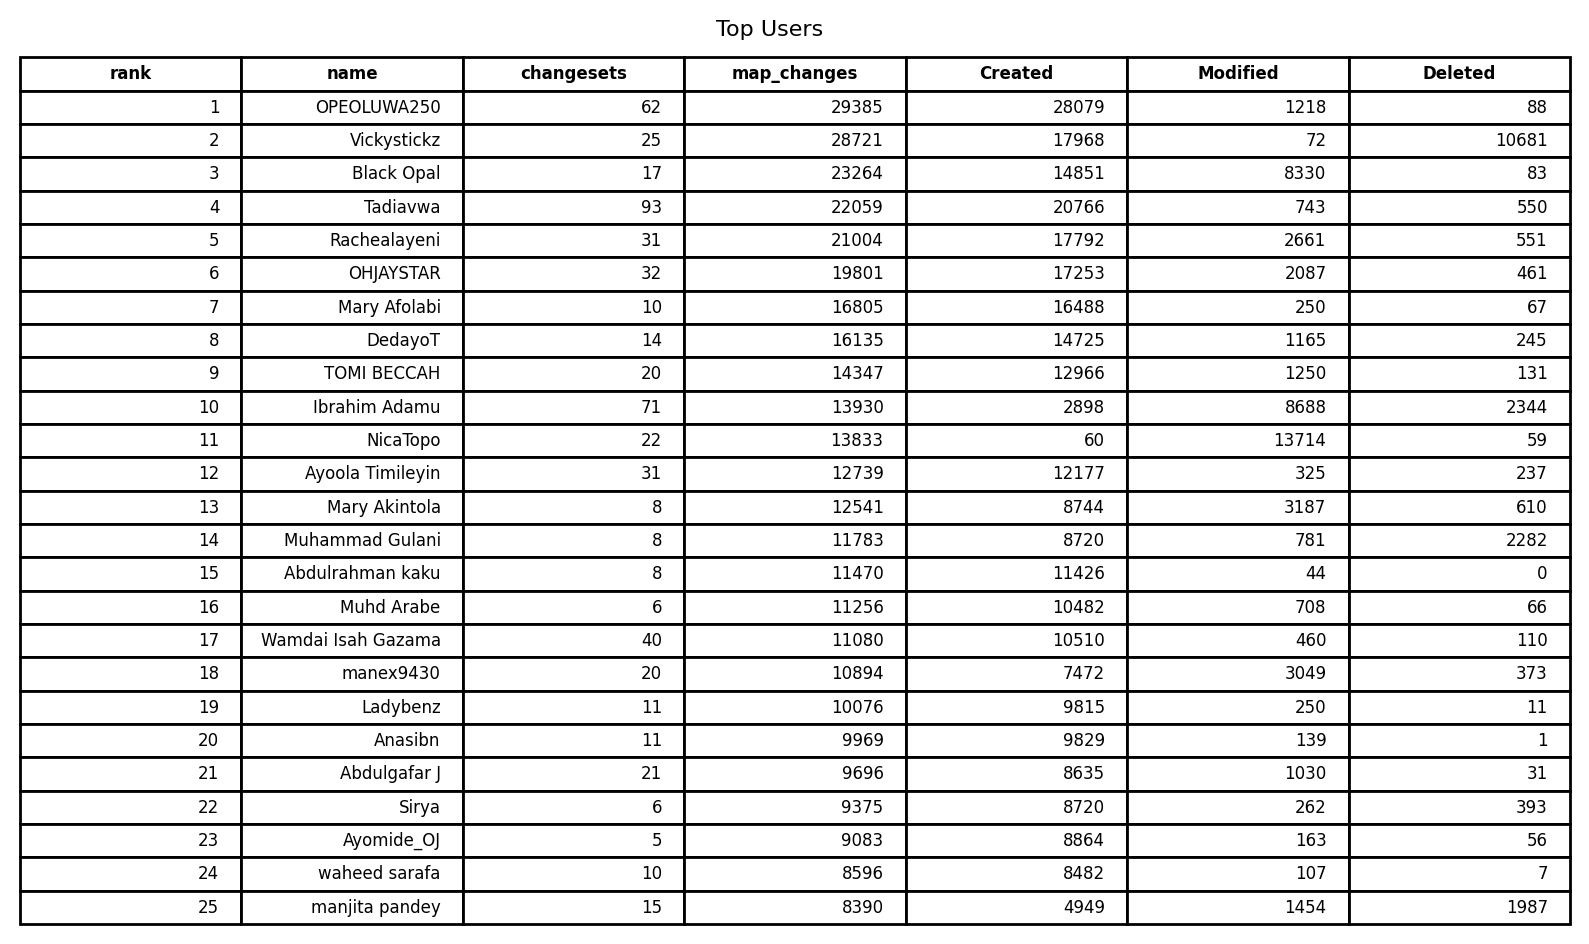 Top Users
rank name changesets map_changes Created Modified Deleted
1 OPEOLUWA250 62 29385 28079 1218 88
2 Vickystickz 25 28721 17968 72 10681
3 Black Opal 17 23264 14851 8330 83
4 Tadiavwa 93 22059 20766 743 550
5 Rachealayeni 31 21004 17792 2661 551
6 OHJAYSTAR 32 19801 17253 2087 461
7 Mary Afolabi 10 16805 16488 250 67
8 DedayoT 14 16135 14725 1165 245
9 TOMI BECCAH 20 14347 12966 1250 131
10 Ibrahim Adamu 71 13930 2898 8688 2344
11 NicaTopo 22 13833 60 13714 59
12 Ayoola Timileyin 31 12739 12177 325 237
13 Mary Akintola 8 12541 8744 3187 610
14 Muhammad Gulani 8 11783 8720 781 2282
15 Abdulrahman kaku 8 11470 11426 44 0
16 Muhd Arabe 6 11256 10482 708 66
17 Wamdai Isah Gazama 40 11080 10510 460 110
18 manex9430 20 10894 7472 3049 373
19 Ladybenz 11 10076 9815 250 11
20 Anasibn 11 9969 9829 139 1
21 Abdulgafar J 21 9696 8635 1030 31
22 Sirya 6 9375 8720 262 393
23 Ayomide_OJ 5 9083 8864 163 56
24 waheed sarafa 10 8596 8482 107 7
25 manjita pandey 15 8390 4949 1454 1987